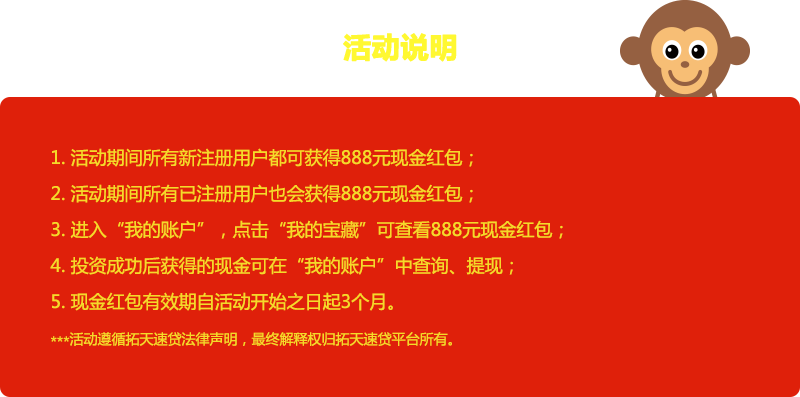 活动说明
1. 活动期间所有新注册用户都可获得888元现金红包；
2. 活动期间所有已注册用户也会获得888元现金红包；
3. 进入“我的账户”，点击“我的宝藏”可查看888元现金红包；
4. 投资成功后获得的现金可在“我的账户”中查询、提现；
5. 现金红包有效期自活动开始之日起3个月。
***活动遵循拓天速贷法律声明，最终解释权归拓天速贷平台所有。